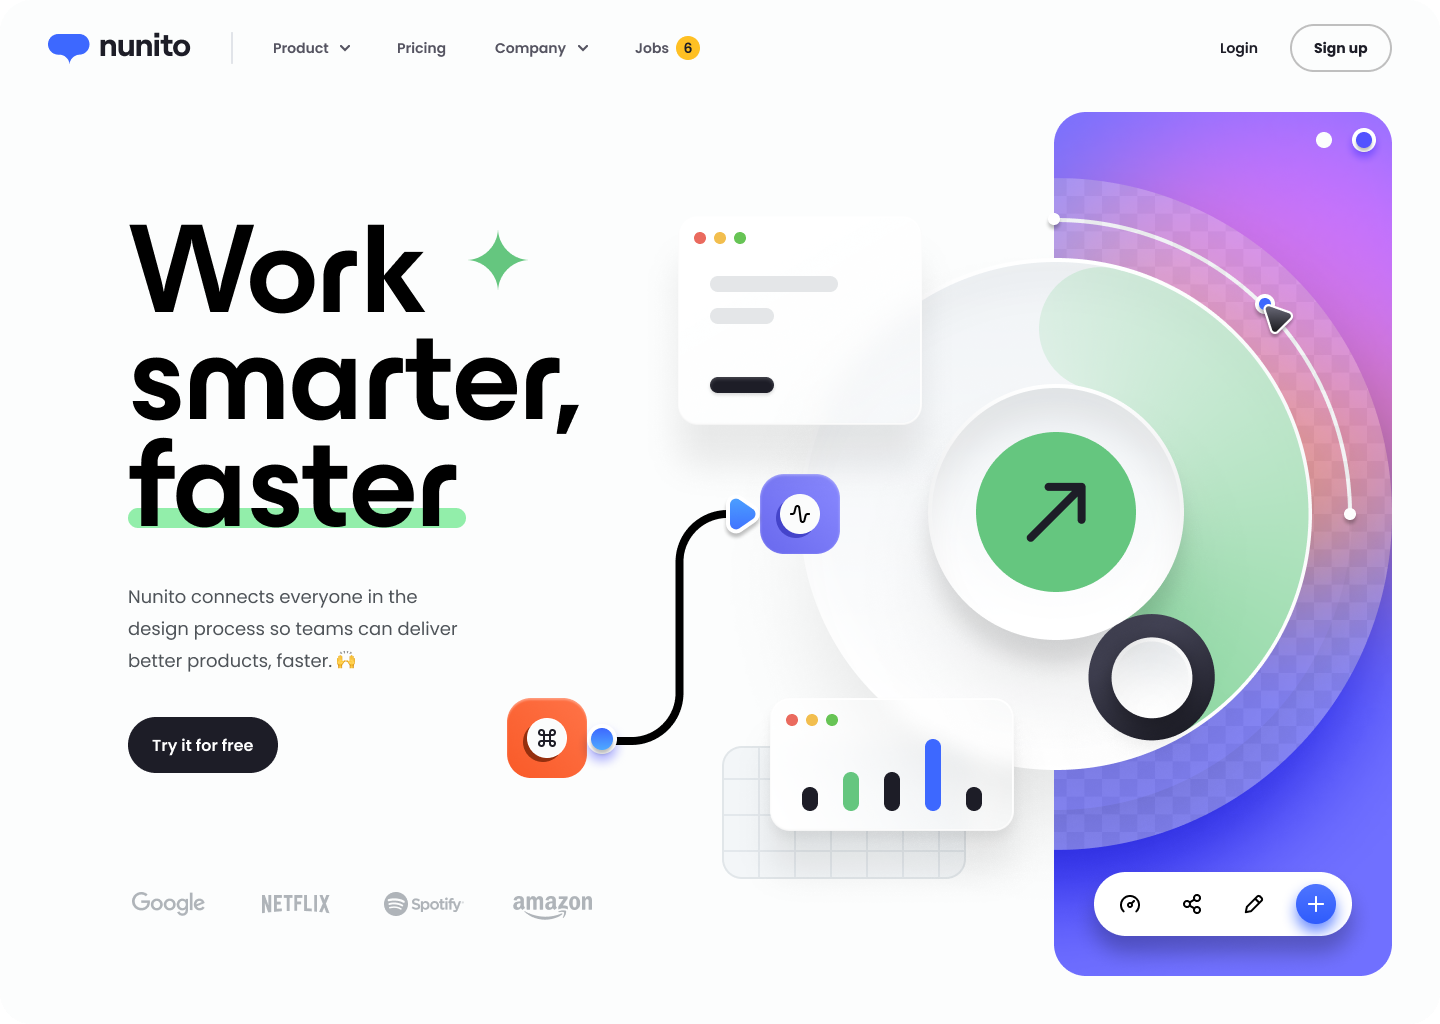 nunito
Product
Pricing
Company
Jobs 6
Login
Sign up
Work
smarter,
faster
Nunito connects everyone in the
design process so teams can deliver
better products, faster. 🙌
Try it for free
Google
NETFLIX
Spotify
amazon